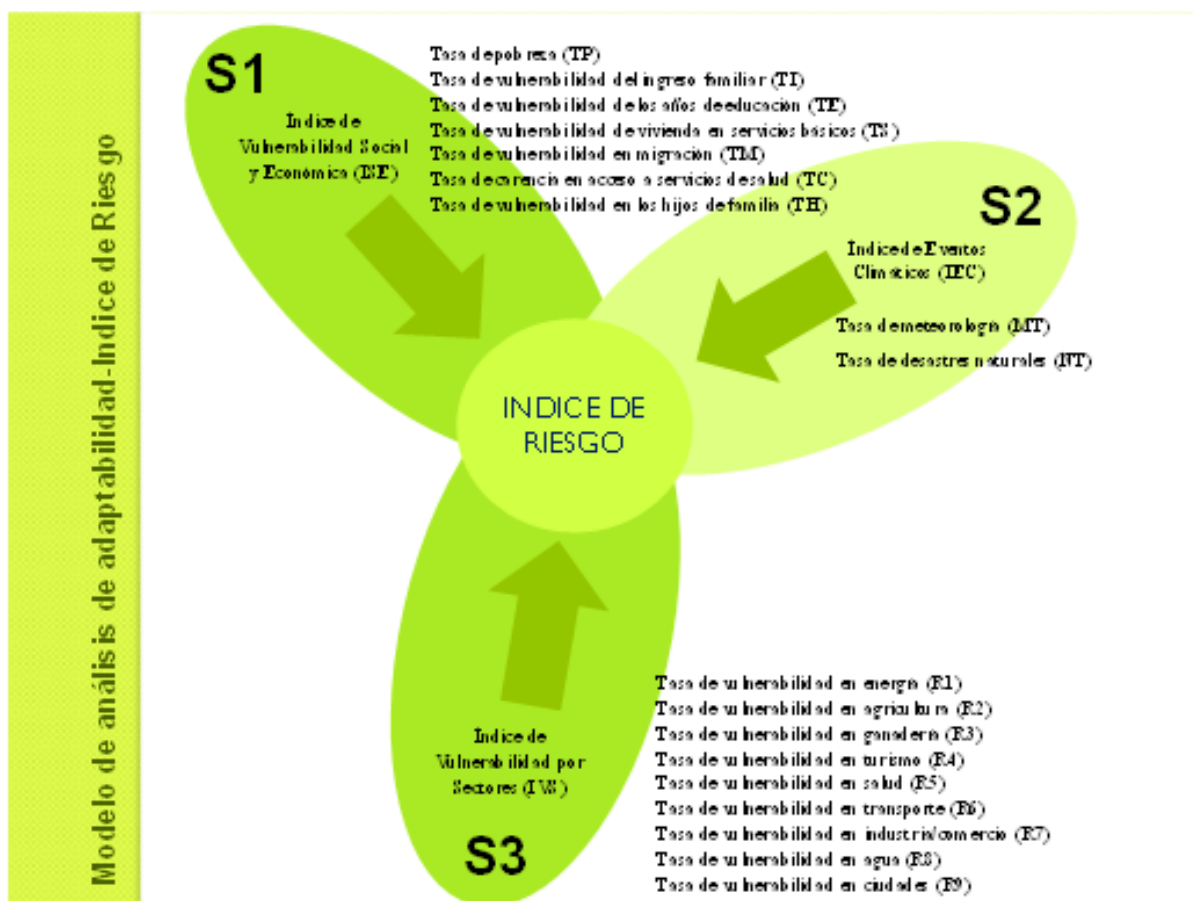 Modelo de análisis de adaptabilidad-Indice de Riesgo
S1
Índice de
Vulnerabilidad Social
y Económica (ISE)
Tasa de pobreza (TP)
Tasa de vulnerabilidad del ingreso familiar (TI)
Tasa de vulnerabilidad de los años de educación (TE)
Tasa de vulnerabilidad de vivienda en servicios básicos (TS)
Tasa de vulnerabilidad en migración (TM)
Tasa de carencia en acceso a servicios de salud (TC)
Tasa de vulnerabilidad en los hijos de familia (TH)
S2
Índice de Eventos
Climáticos (IEC)
Tasa de meteorología (MT)
Tasa de desastres naturales (NT)
INDICE DE
RIESGO
Índice de
Vulnerabilidad por
Sectores (IVS)
S3
Tasa de vulnerabilidad en energía (R1)
Tasa de vulnerabilidad en agricultura (R2)
Tasa de vulnerabilidad en ganadería (R3)
Tasa de vulnerabilidad en turismo (R4)
Tasa de vulnerabilidad en salud (R5)
Tasa de vulnerabilidad en transporte (R6)
Tasa de vulnerabilidad en industria/comercio (R7)
Tasa de vulnerabilidad en agua (R8)
Tasa de vulnerabilidad en ciudades (R9)